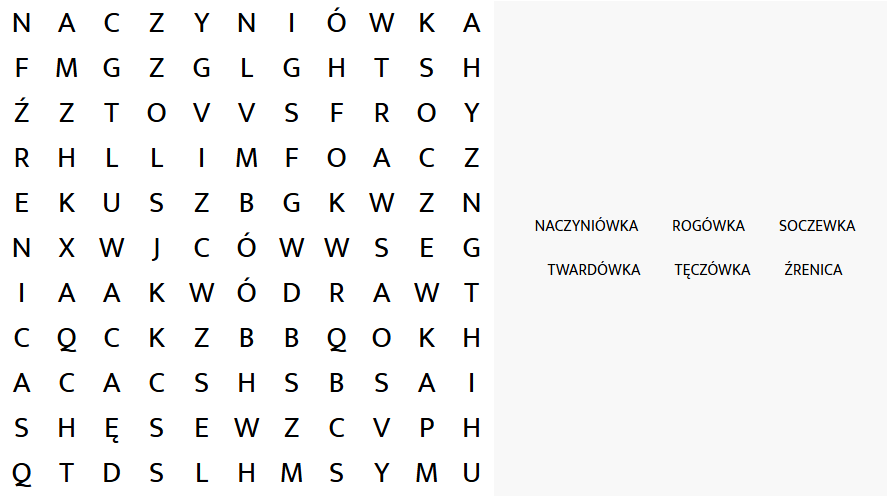 N A C Z Y N I Ó W K A
F M G Z G L G H T S H
Ź Z T O V V S F R O Y
R H L L I M F O A C Z
E K U S Z B G K W Z N
N X W J C Ó W W S E G
I A A K W Ó D R A W T
C Q C K Z B B Q O K H
A C A C S H S B S A I
S H Ę S E W Z C V P H
Q T D S L H M S Y M U
NACZYNIÓWKA ROGÓWKA SOCZEWKA
TWARDÓWKA TĘCZÓWKA ŹRENICA